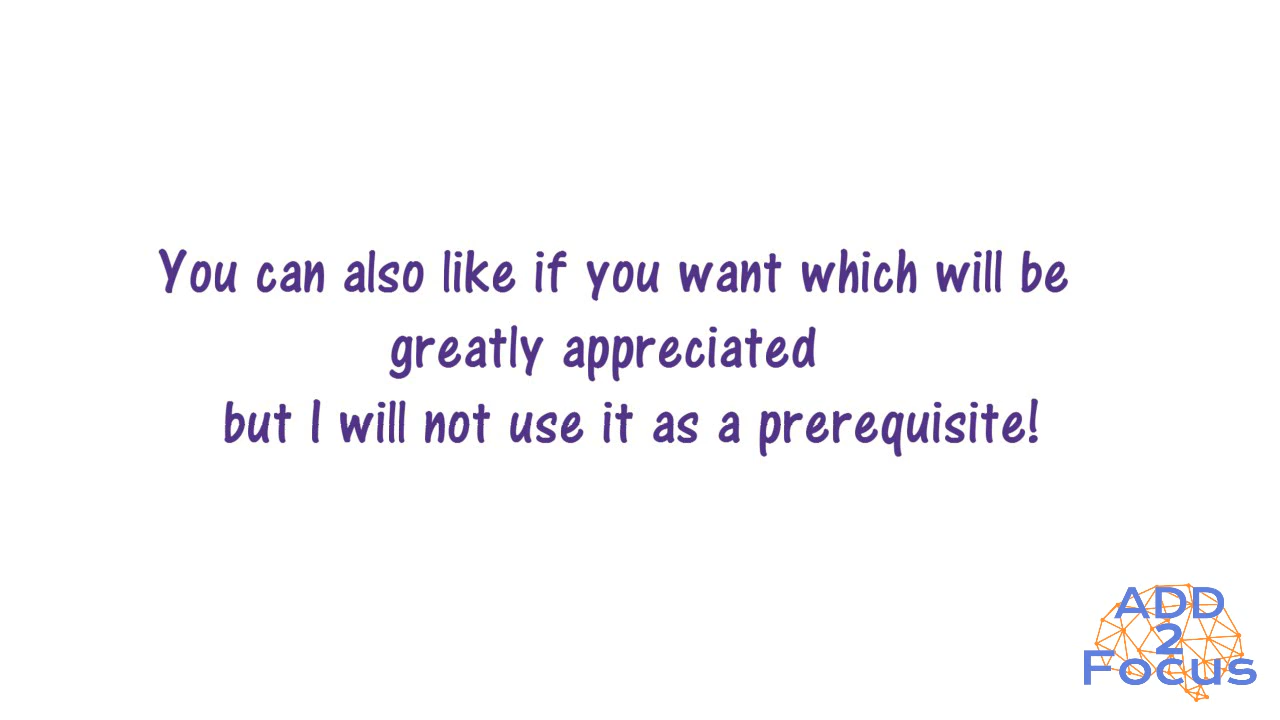 You can also like if you want which will be
greatly appreciated
but I will not use it as a prerequisite!
ADD
2
Focus